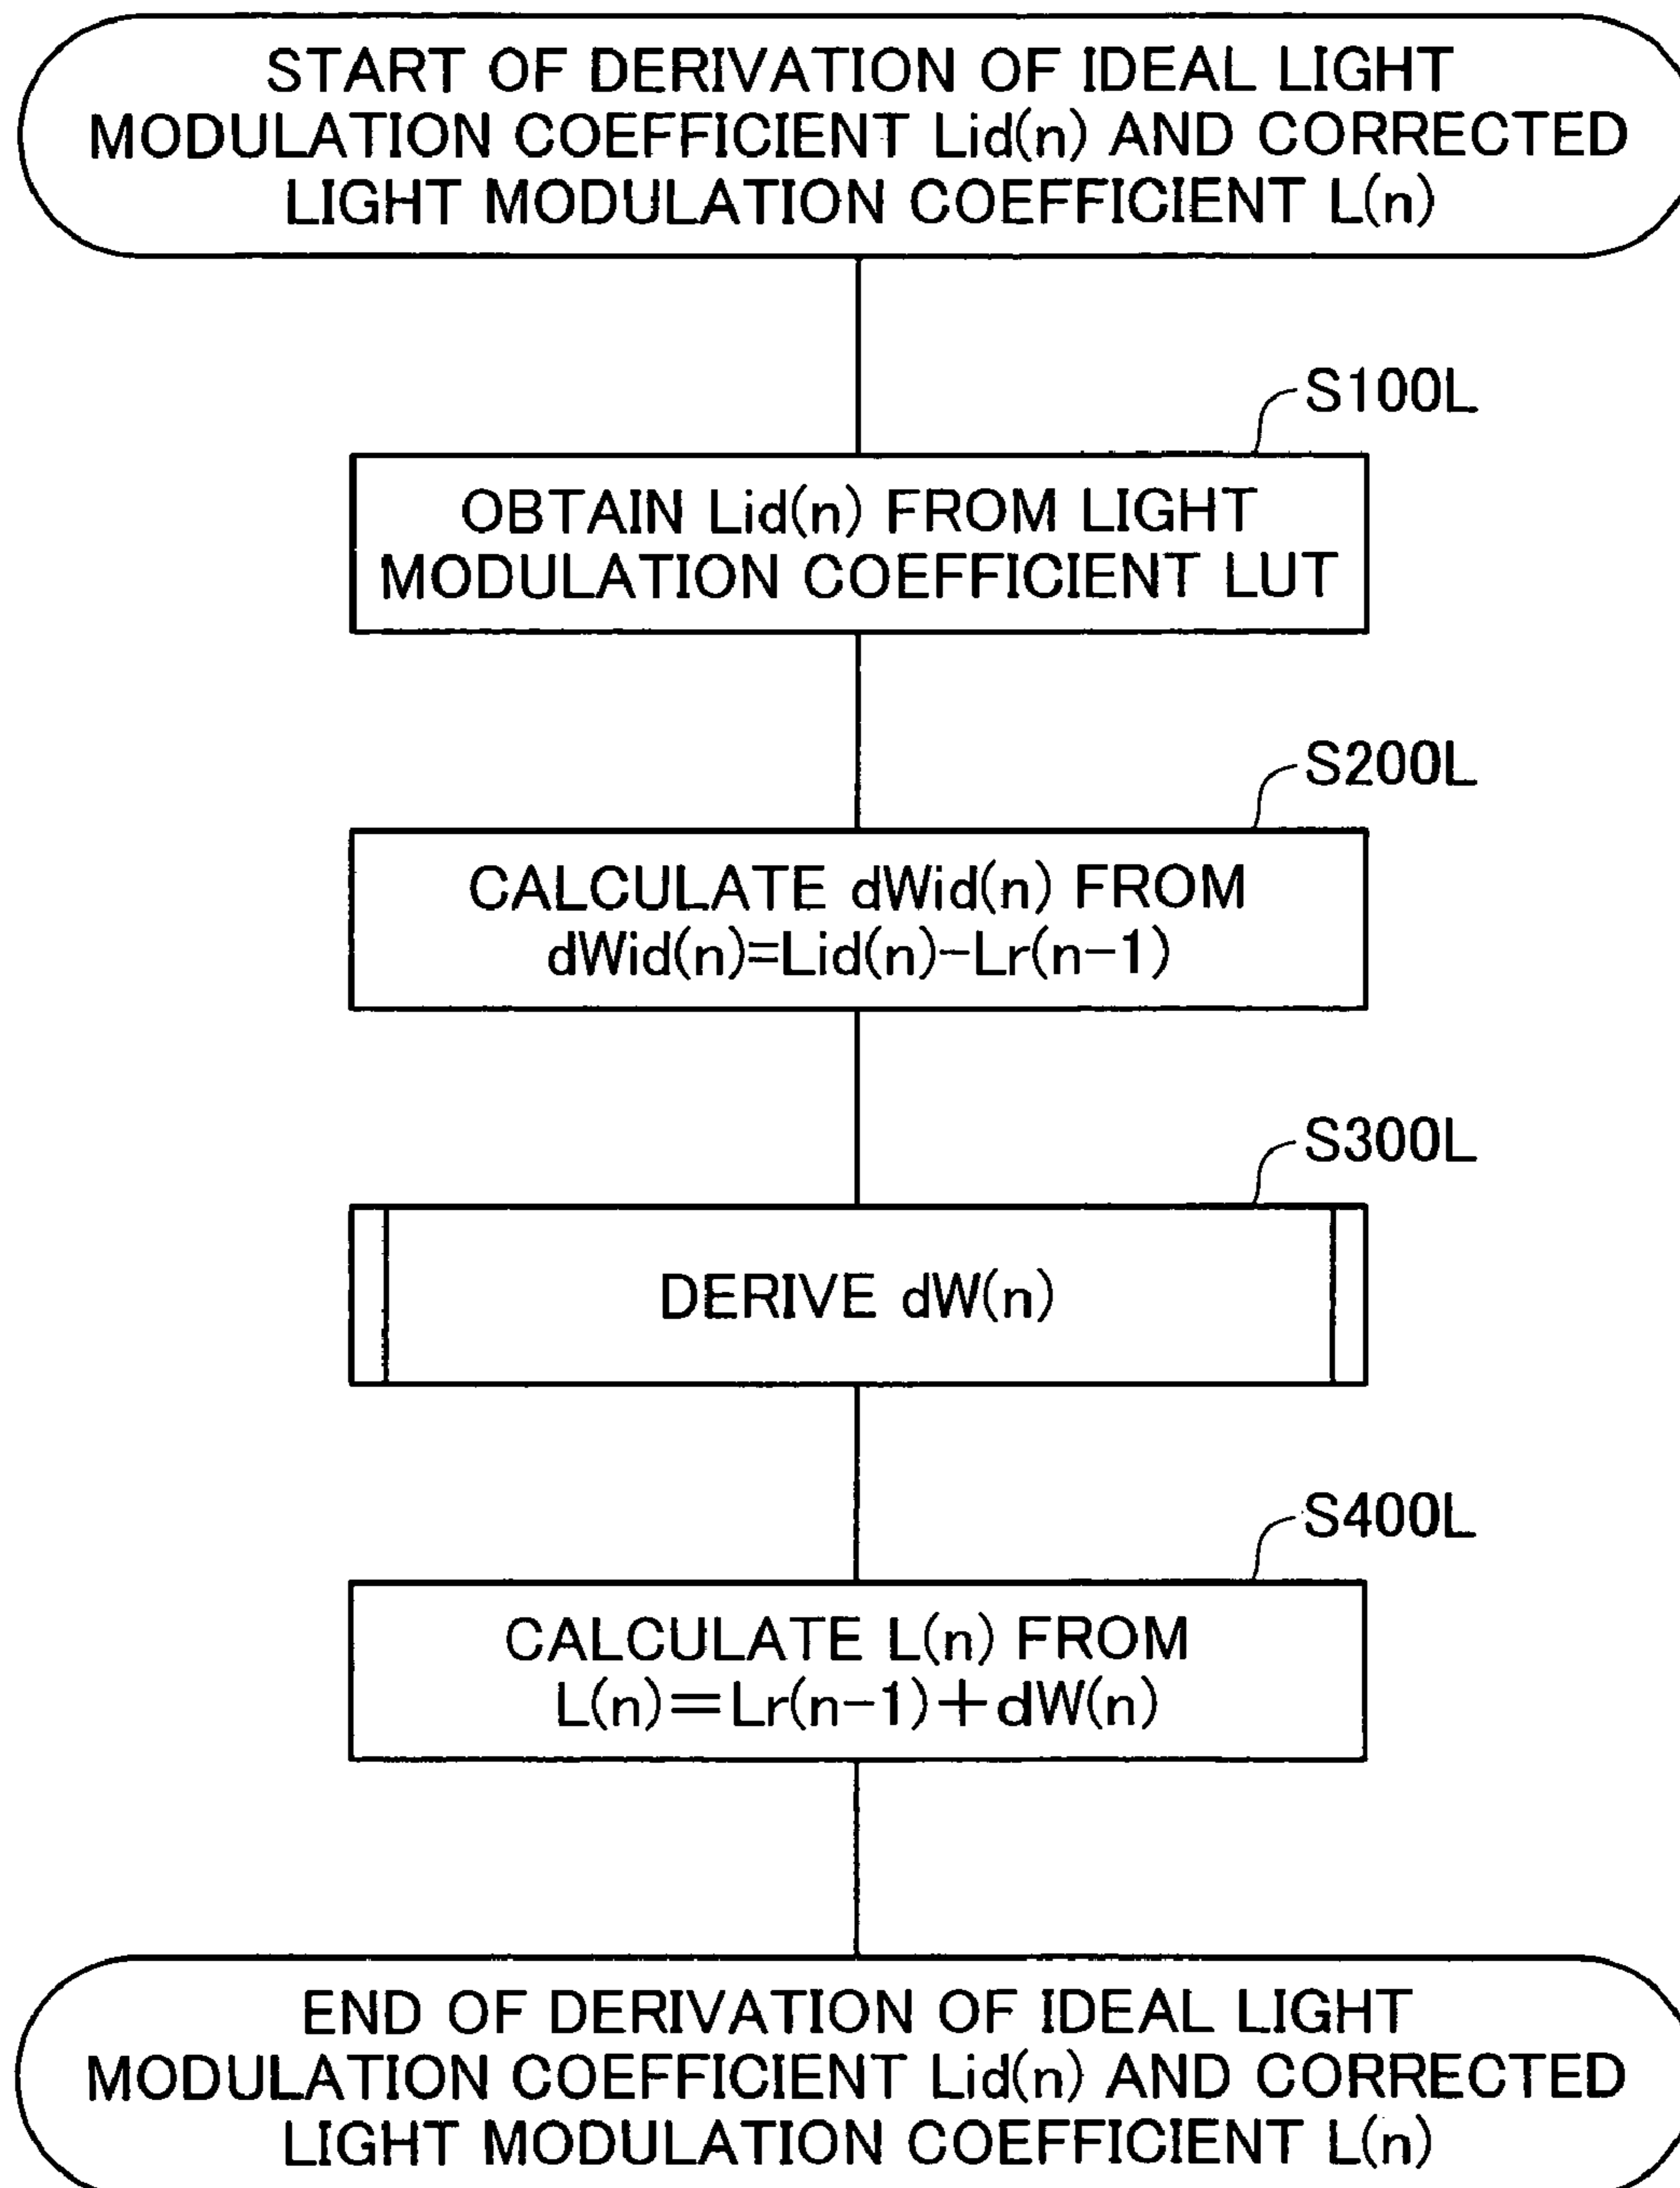 START OF DERIVATION OF IDEAL LIGHT
MODULATION COEFFICIENT Lid(n) AND CORRECTED
LIGHT MODULATION COEFFICIENT L(n)
S100L
OBTAIN Lid(n) FROM LIGHT
MODULATION COEFFICIENT LUT
S200L
CALCULATE dWid(n) FROM
dWid(n)=Lid(n)-Lr(n-1)
S300L
DERIVE dW(n)
S400L
CALCULATE L(n) FROM
L(n)=Lr(n-1)+dW(n)
END OF DERIVATION OF IDEAL LIGHT
MODULATION COEFFICIENT Lid(n) AND CORRECTED
LIGHT MODULATION COEFFICIENT L(n)